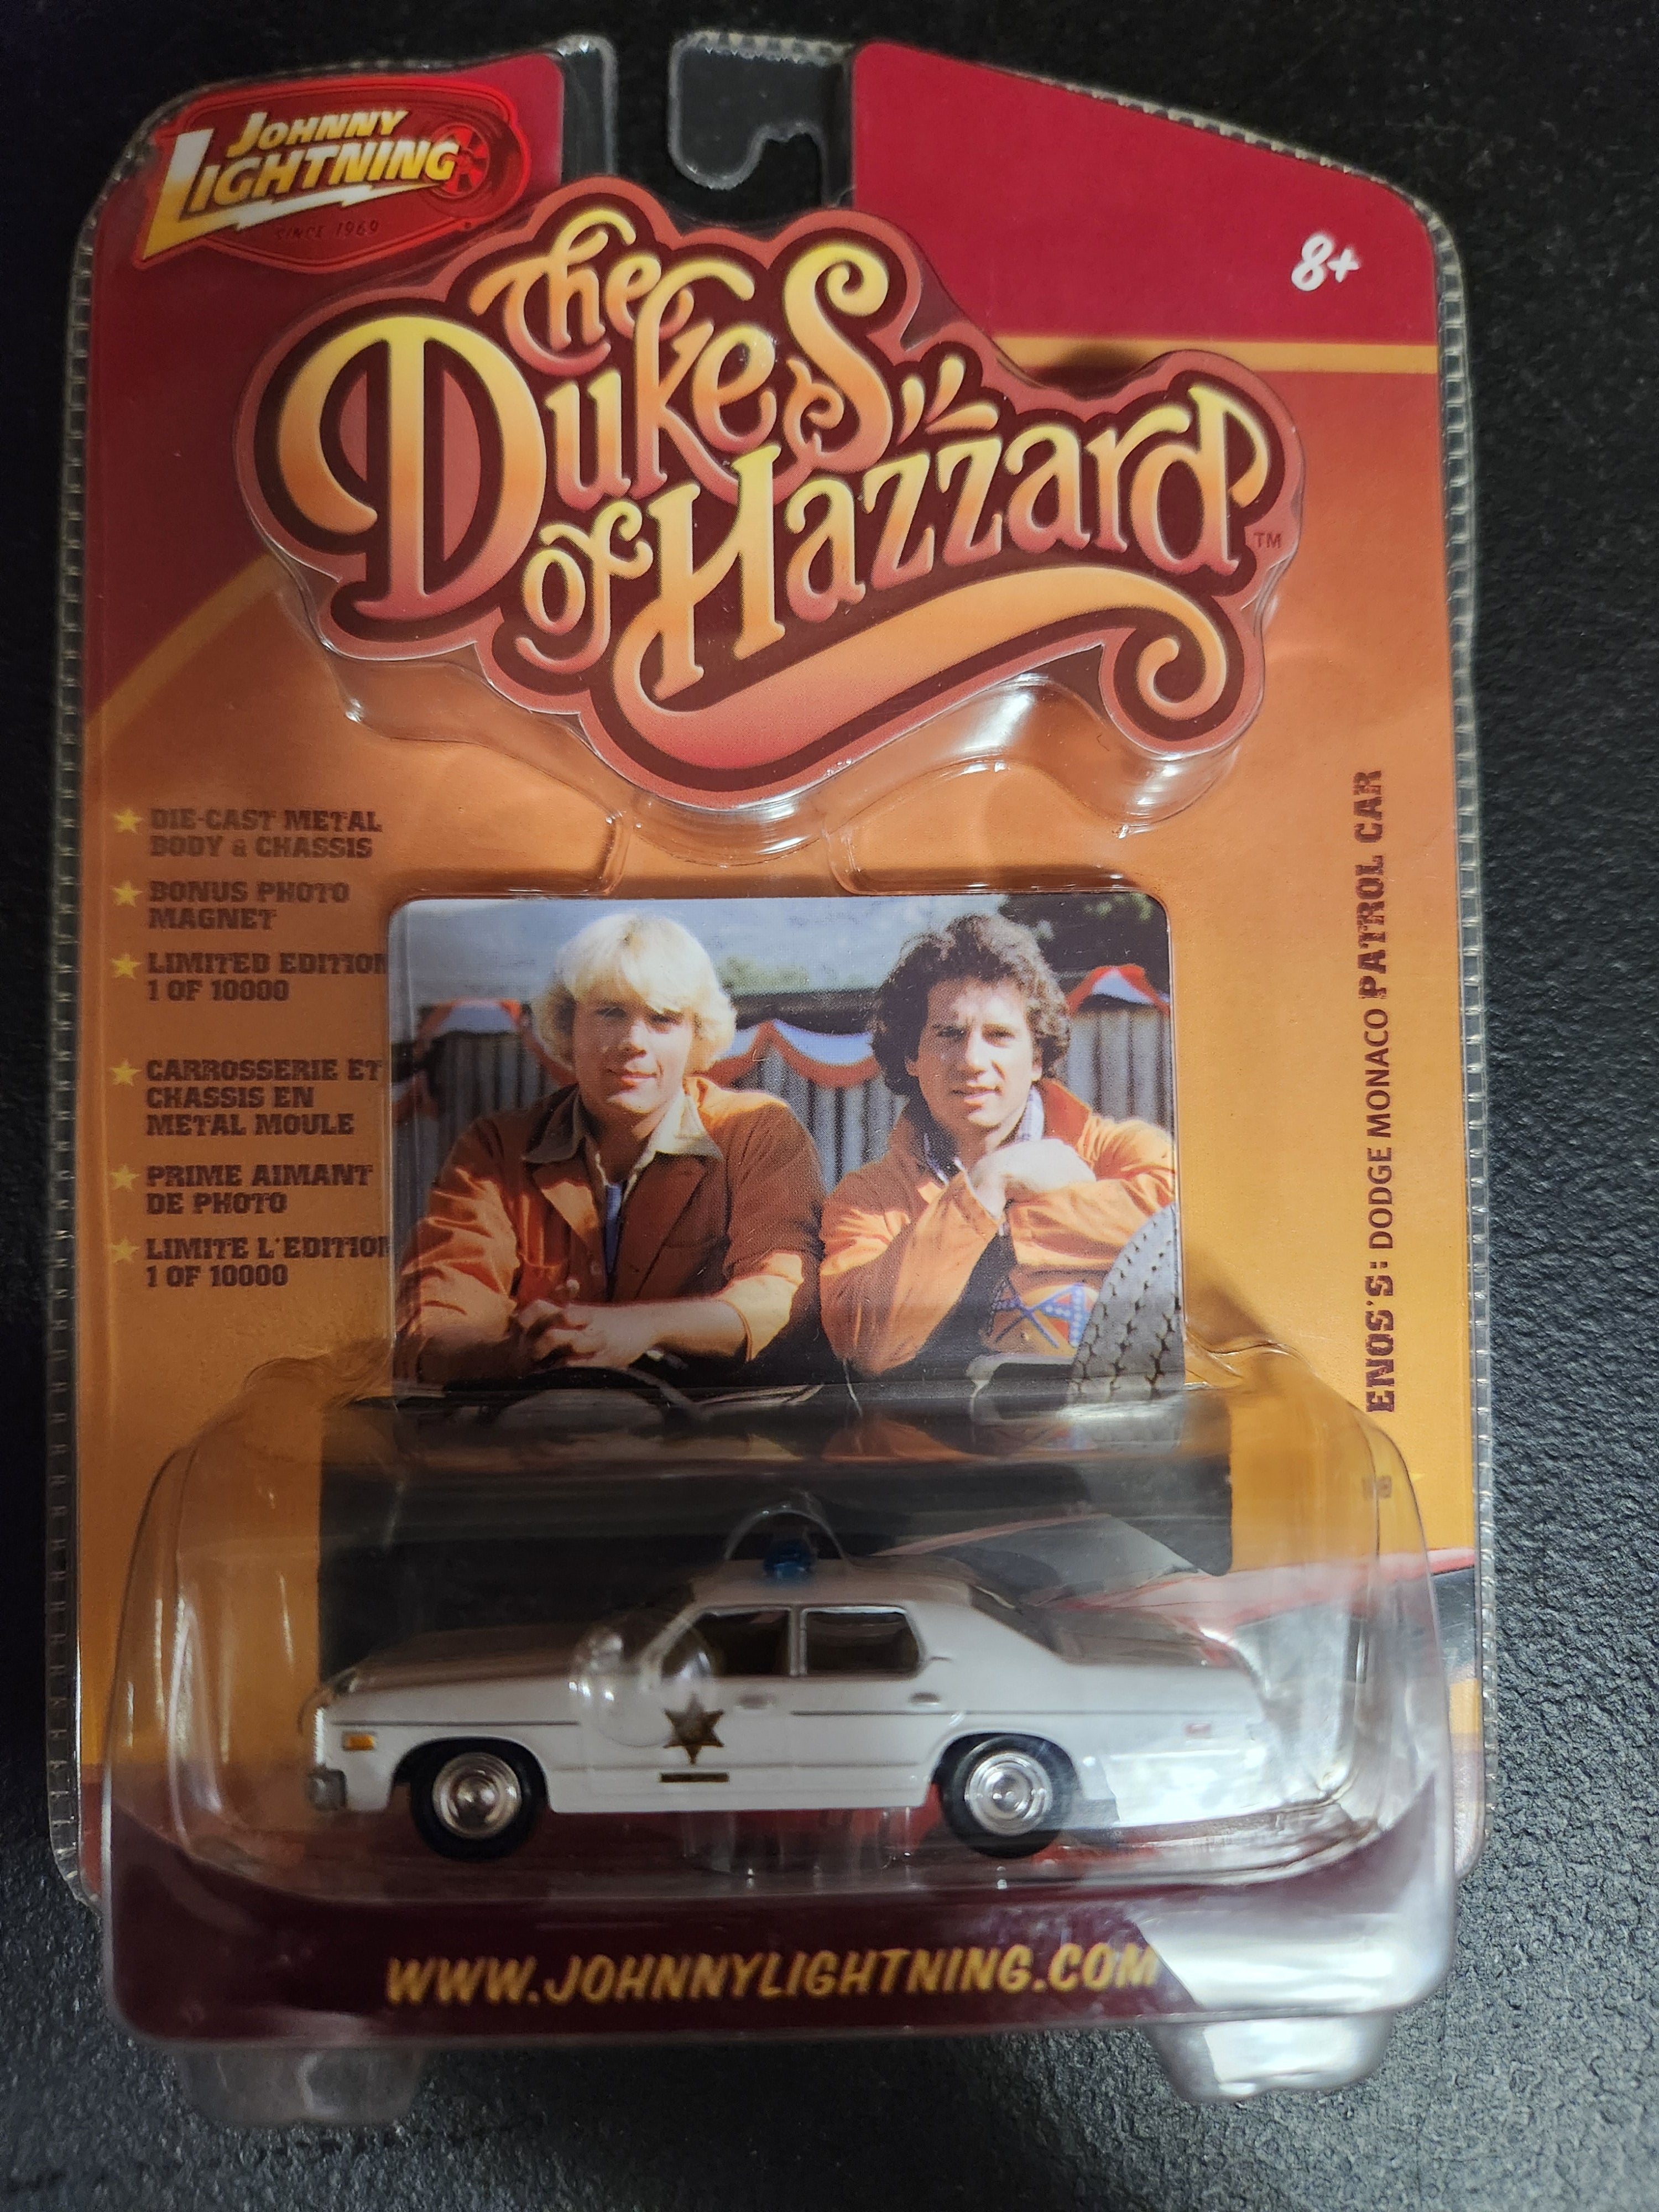 JOHNNY
LIGHTNING
SINCE 1969
8+
The
Dukes
of Hazzard™
DIE-CAST METAL
BODY & CHASSIS
BONUS PHOTO
MAGNET
LIMITED EDITION
1 OF 10000
CARROSSERIE ET
CHASSIS EN
METAL MOULE
PRIME AIMANT
DE PHOTO
LIMITE L'EDITION
1 OF 10000
ENOS'S: DODGE MONACO PATROL CAR
WWW.JOHNNYLIGHTNING.COM